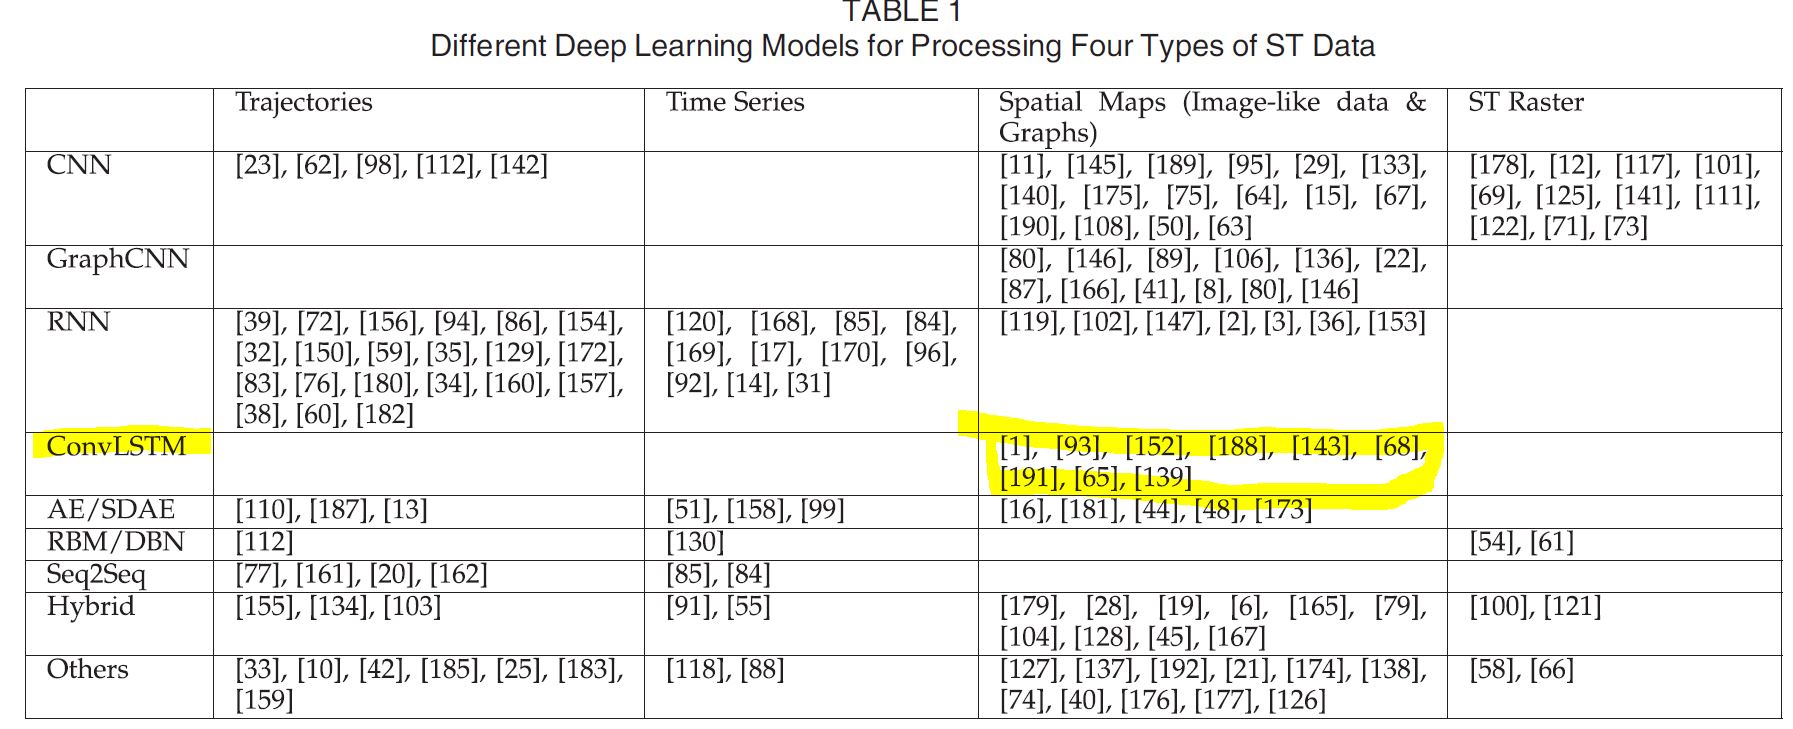 TABLE 1
Different Deep Learning Models for Processing Four Types of ST Data
Trajectories Time Series Spatial Maps (Image-like data & Graphs) ST Raster
CNN
[23], [62], [98], [112], [142]
[11], [145], [189], [95], [29], [133],
[140], [175], [75], [64], [15], [67],
[190], [108], [50], [63]
[178], [12], [117], [101],
[69], [125], [141], [111],
[122], [71], [73]
GraphCNN
[80], [146], [89], [106], [136], [22],
[87], [166], [41], [8], [80], [146]
RNN
[39], [72], [156], [94], [86], [154],
[32], [150], [59], [35], [129], [172],
[83], [76], [180], [34], [160], [157],
[38], [60], [182]
[120], [168], [85], [84],
[169], [17], [170], [96],
[92], [14], [31]
[119], [102], [147], [2], [3], [36], [153]
ConvLSTM
[1], [93], [152], [188], [143], [68],
[191], [65], [139]
AE/SDAE
[110], [187], [13]
[51], [158], [99]
[16], [181], [44], [48], [173]
RBM/DBN
[112]
[130]
[54], [61]
Seq2Seq
[77], [161], [20], [162]
[85], [84]
Hybrid
[155], [134], [103]
[91], [55]
[179], [28], [19], [6], [165], [79],
[104], [128], [45], [167]
[100], [121]
Others
[33], [10], [42], [185], [25], [183],
[159]
[118], [88]
[127], [137], [192], [21], [174], [138],
[74], [40], [176], [177], [126]
[58], [66]